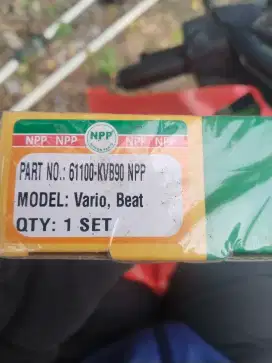 NPP NPP NPP NPP NPP
PART NO.: 61100-KVB90 NPP
MODEL: Vario, Beat
QTY: 1 SET